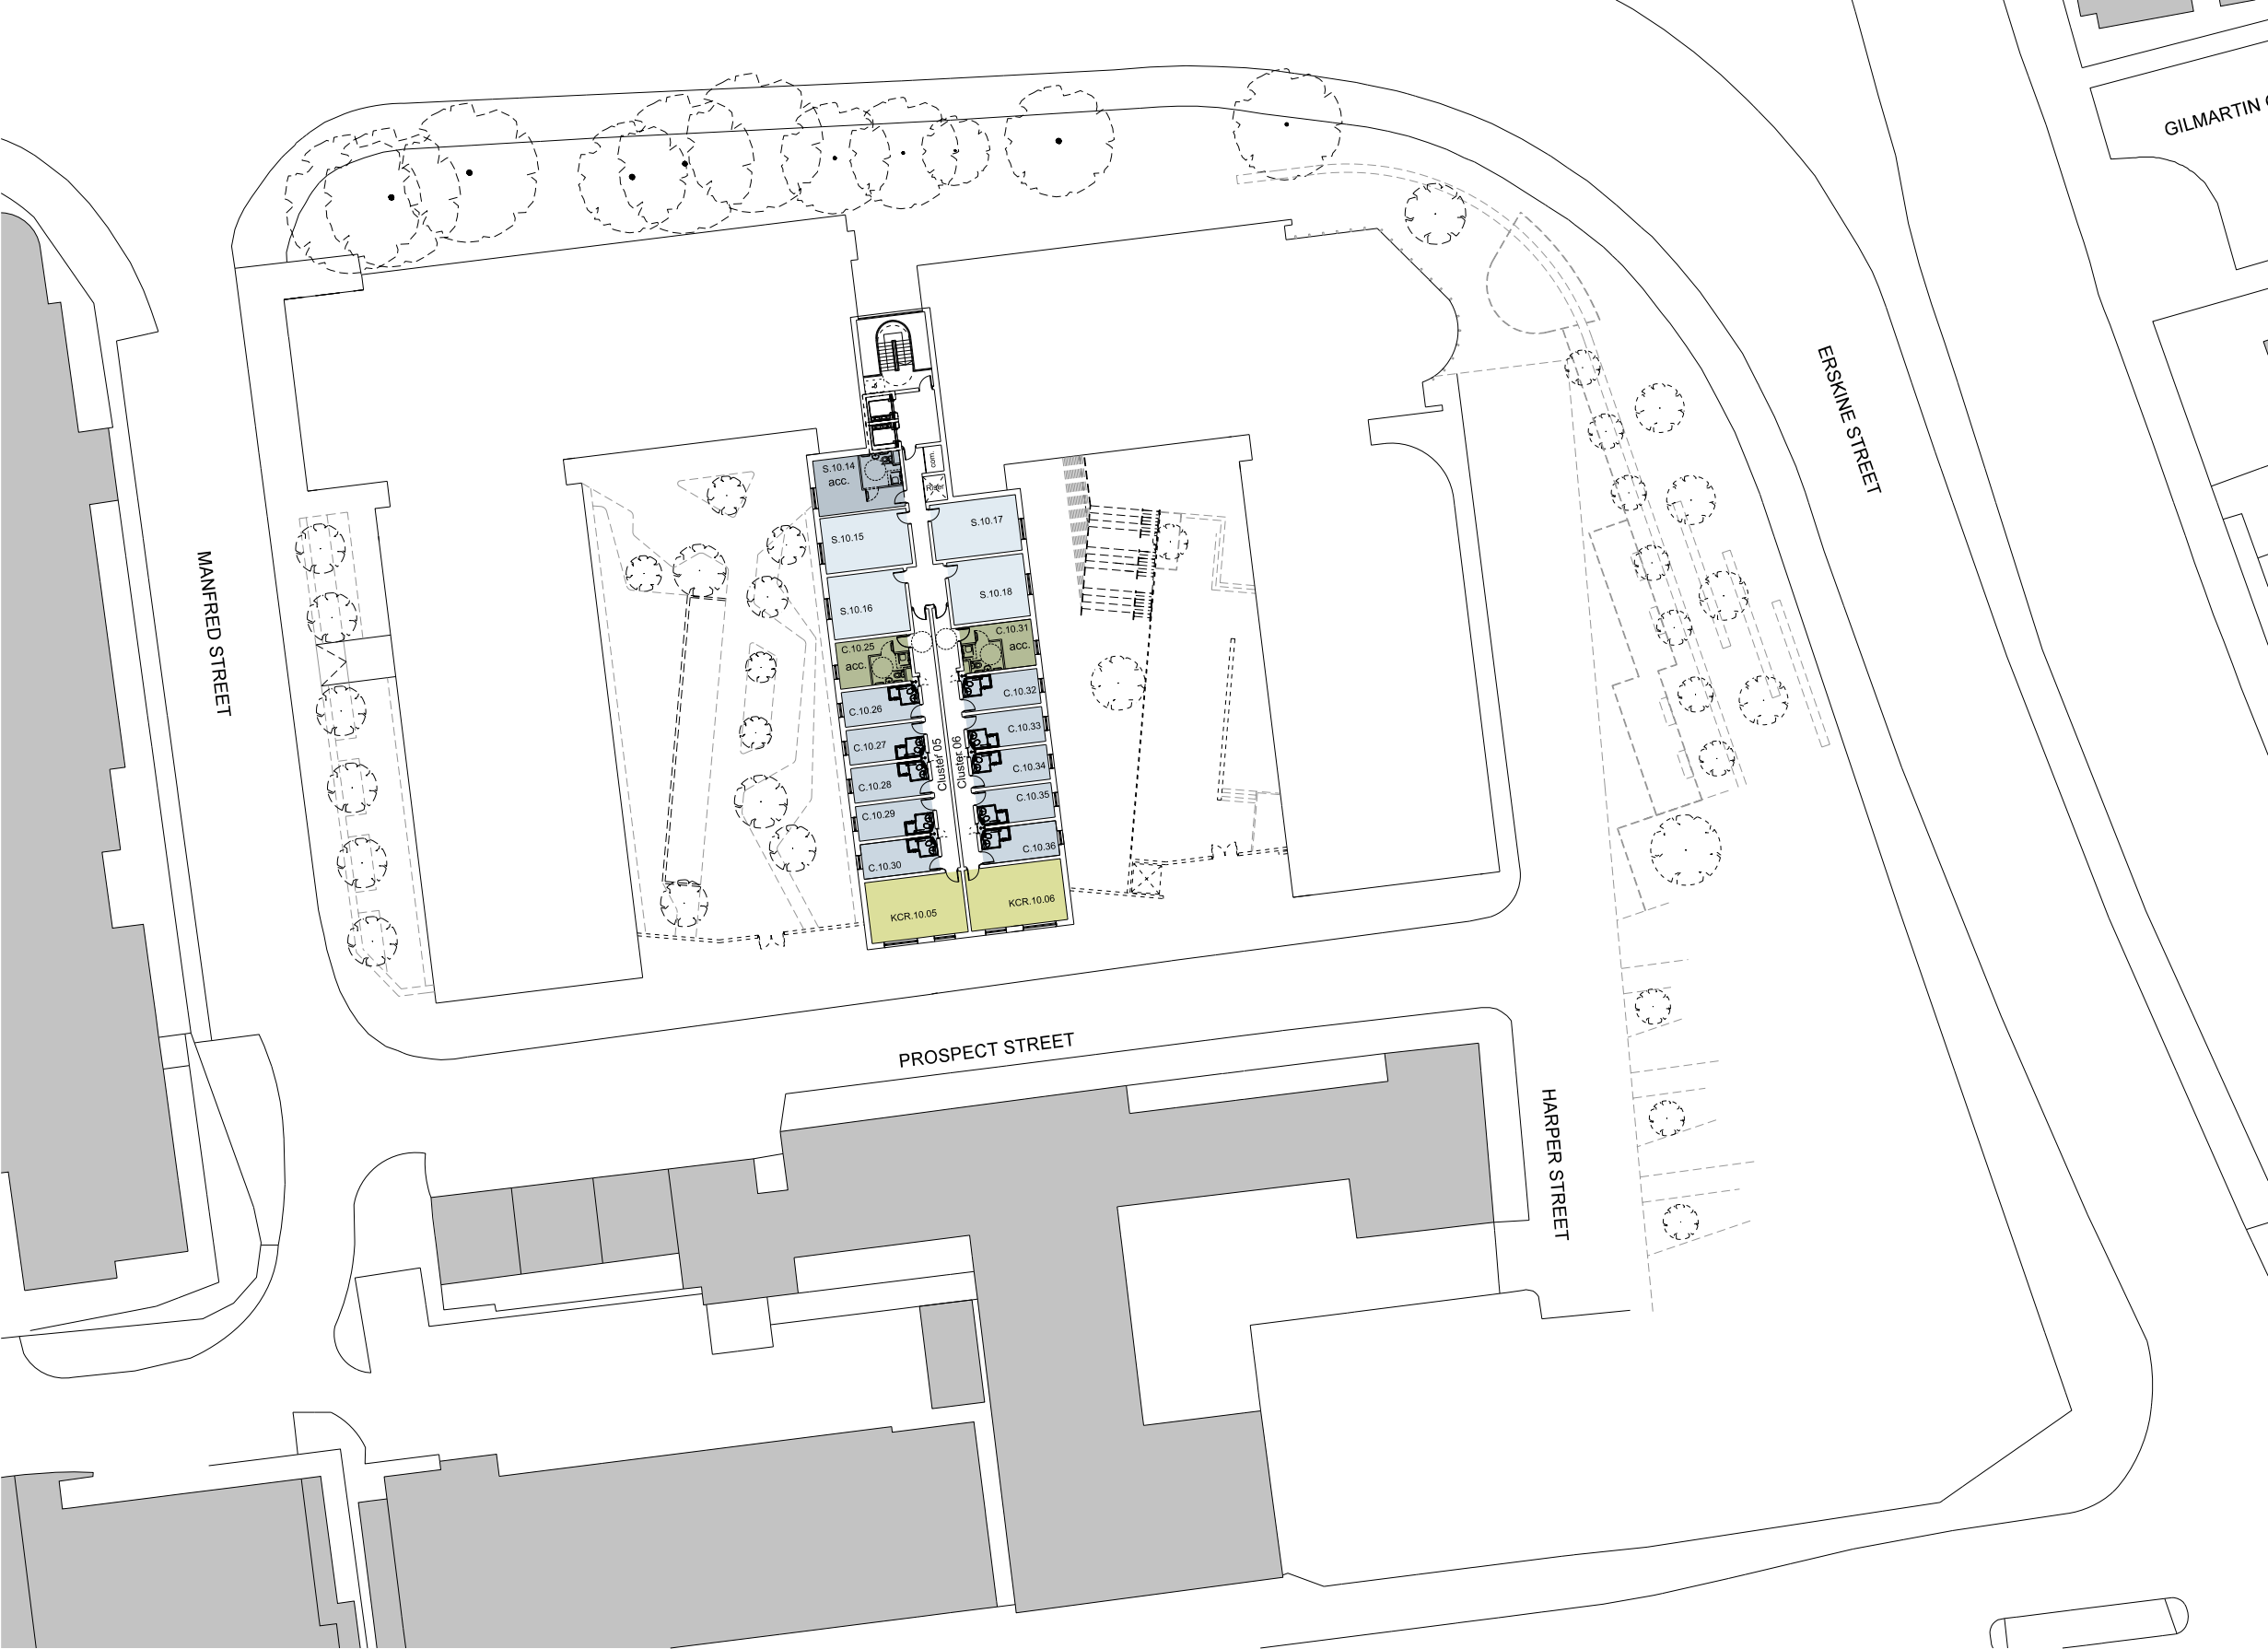 GILMARTIN
ERSKINE STREET
MANFRED STREET
S.10.14
acc.
com.
Riser
S.10.15
S.10.17
S.10.16
S.10.18
C.10.25
acc.
C.10.31
acc.
C.10.26
C.10.32
C.10.27
C.10.33
C.10.28
C.10.34
C.10.29
C.10.35
C.10.30
C.10.36
Cluster 05
Cluster 06
KCR.10.05
KCR.10.06
PROSPECT STREET
HARPER STREET